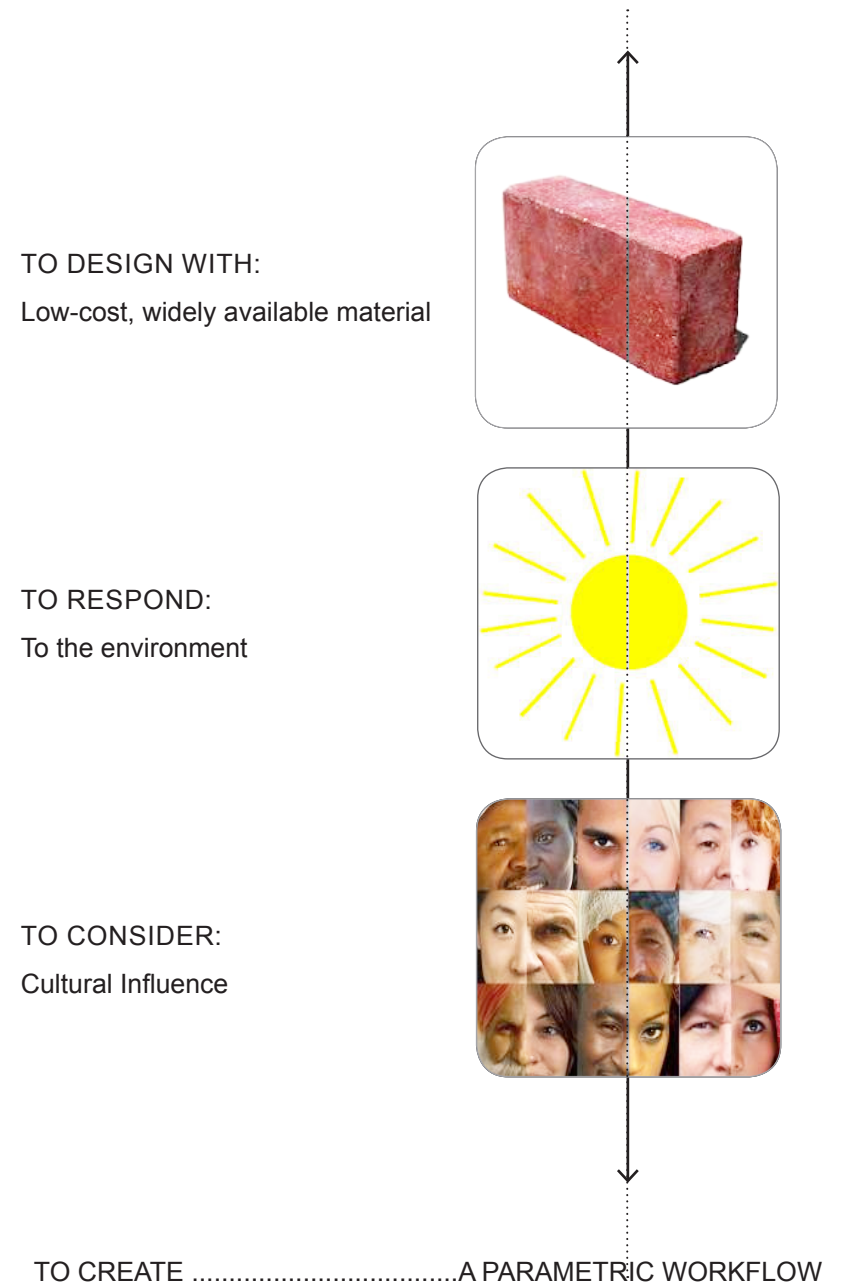 TO DESIGN WITH:
Low-cost, widely available material
TO RESPOND:
To the environment
TO CONSIDER:
Cultural Influence
TO CREATE ....................................A PARAMETRIC WORKFLOW